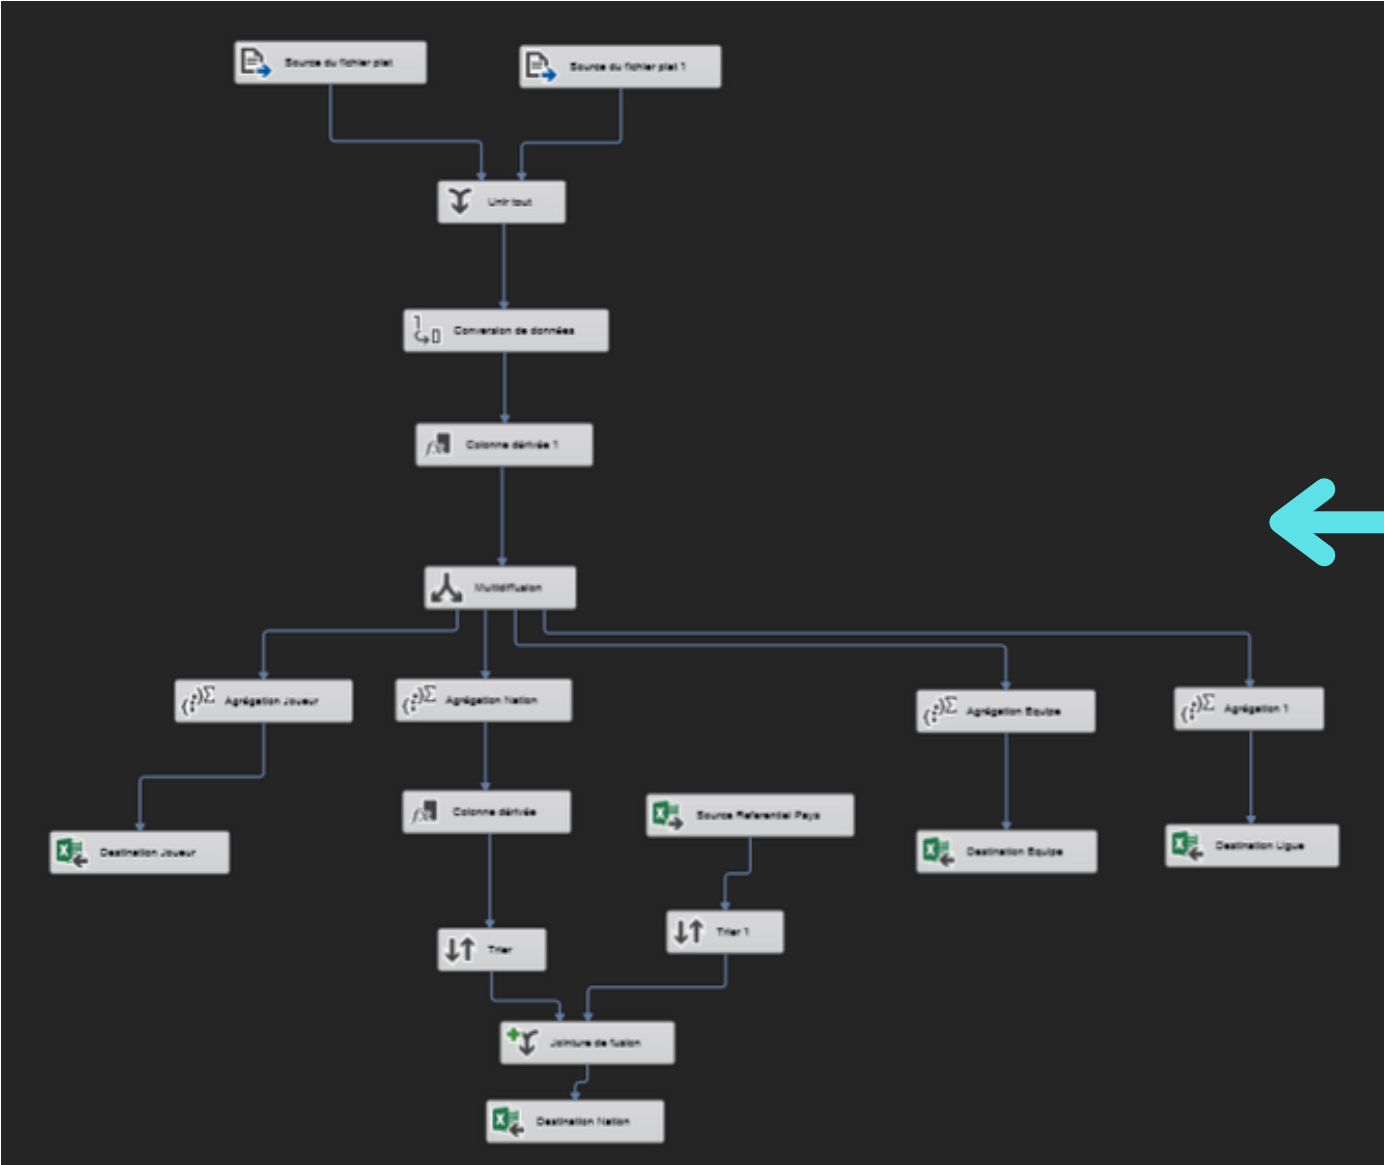 Source du fichier plat
Source du fichier plat 1
Unir tout
Conversion de données
Colonne dérivée 1
Multidiffusion
Agrégation Joueur
Agrégation Nation
Agrégation Equipe
Agrégation 1
Colonne dérivée
Source Referentiel Pays
Destination Joueur
Destination Equipe
Destination Ligue
Trier
Trier 1
Jointure de fusion
Destination Nation